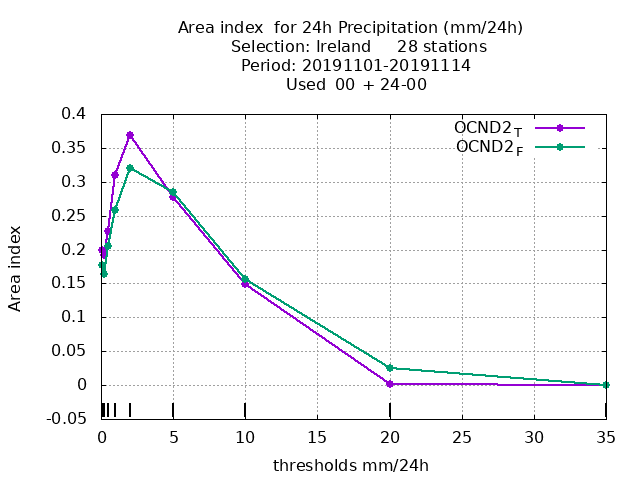 Area index  for 24h Precipitation (mm/24h)
Selection: Ireland     28 stations
Period: 20191101-20191114
Used  00 + 24-00
OCND2T
OCND2F
0.4
0.35
0.3
0.25
0.2
0.15
0.1
0.05
0
-0.05
Area index
0 5 10 15 20 25 30 35
thresholds mm/24h